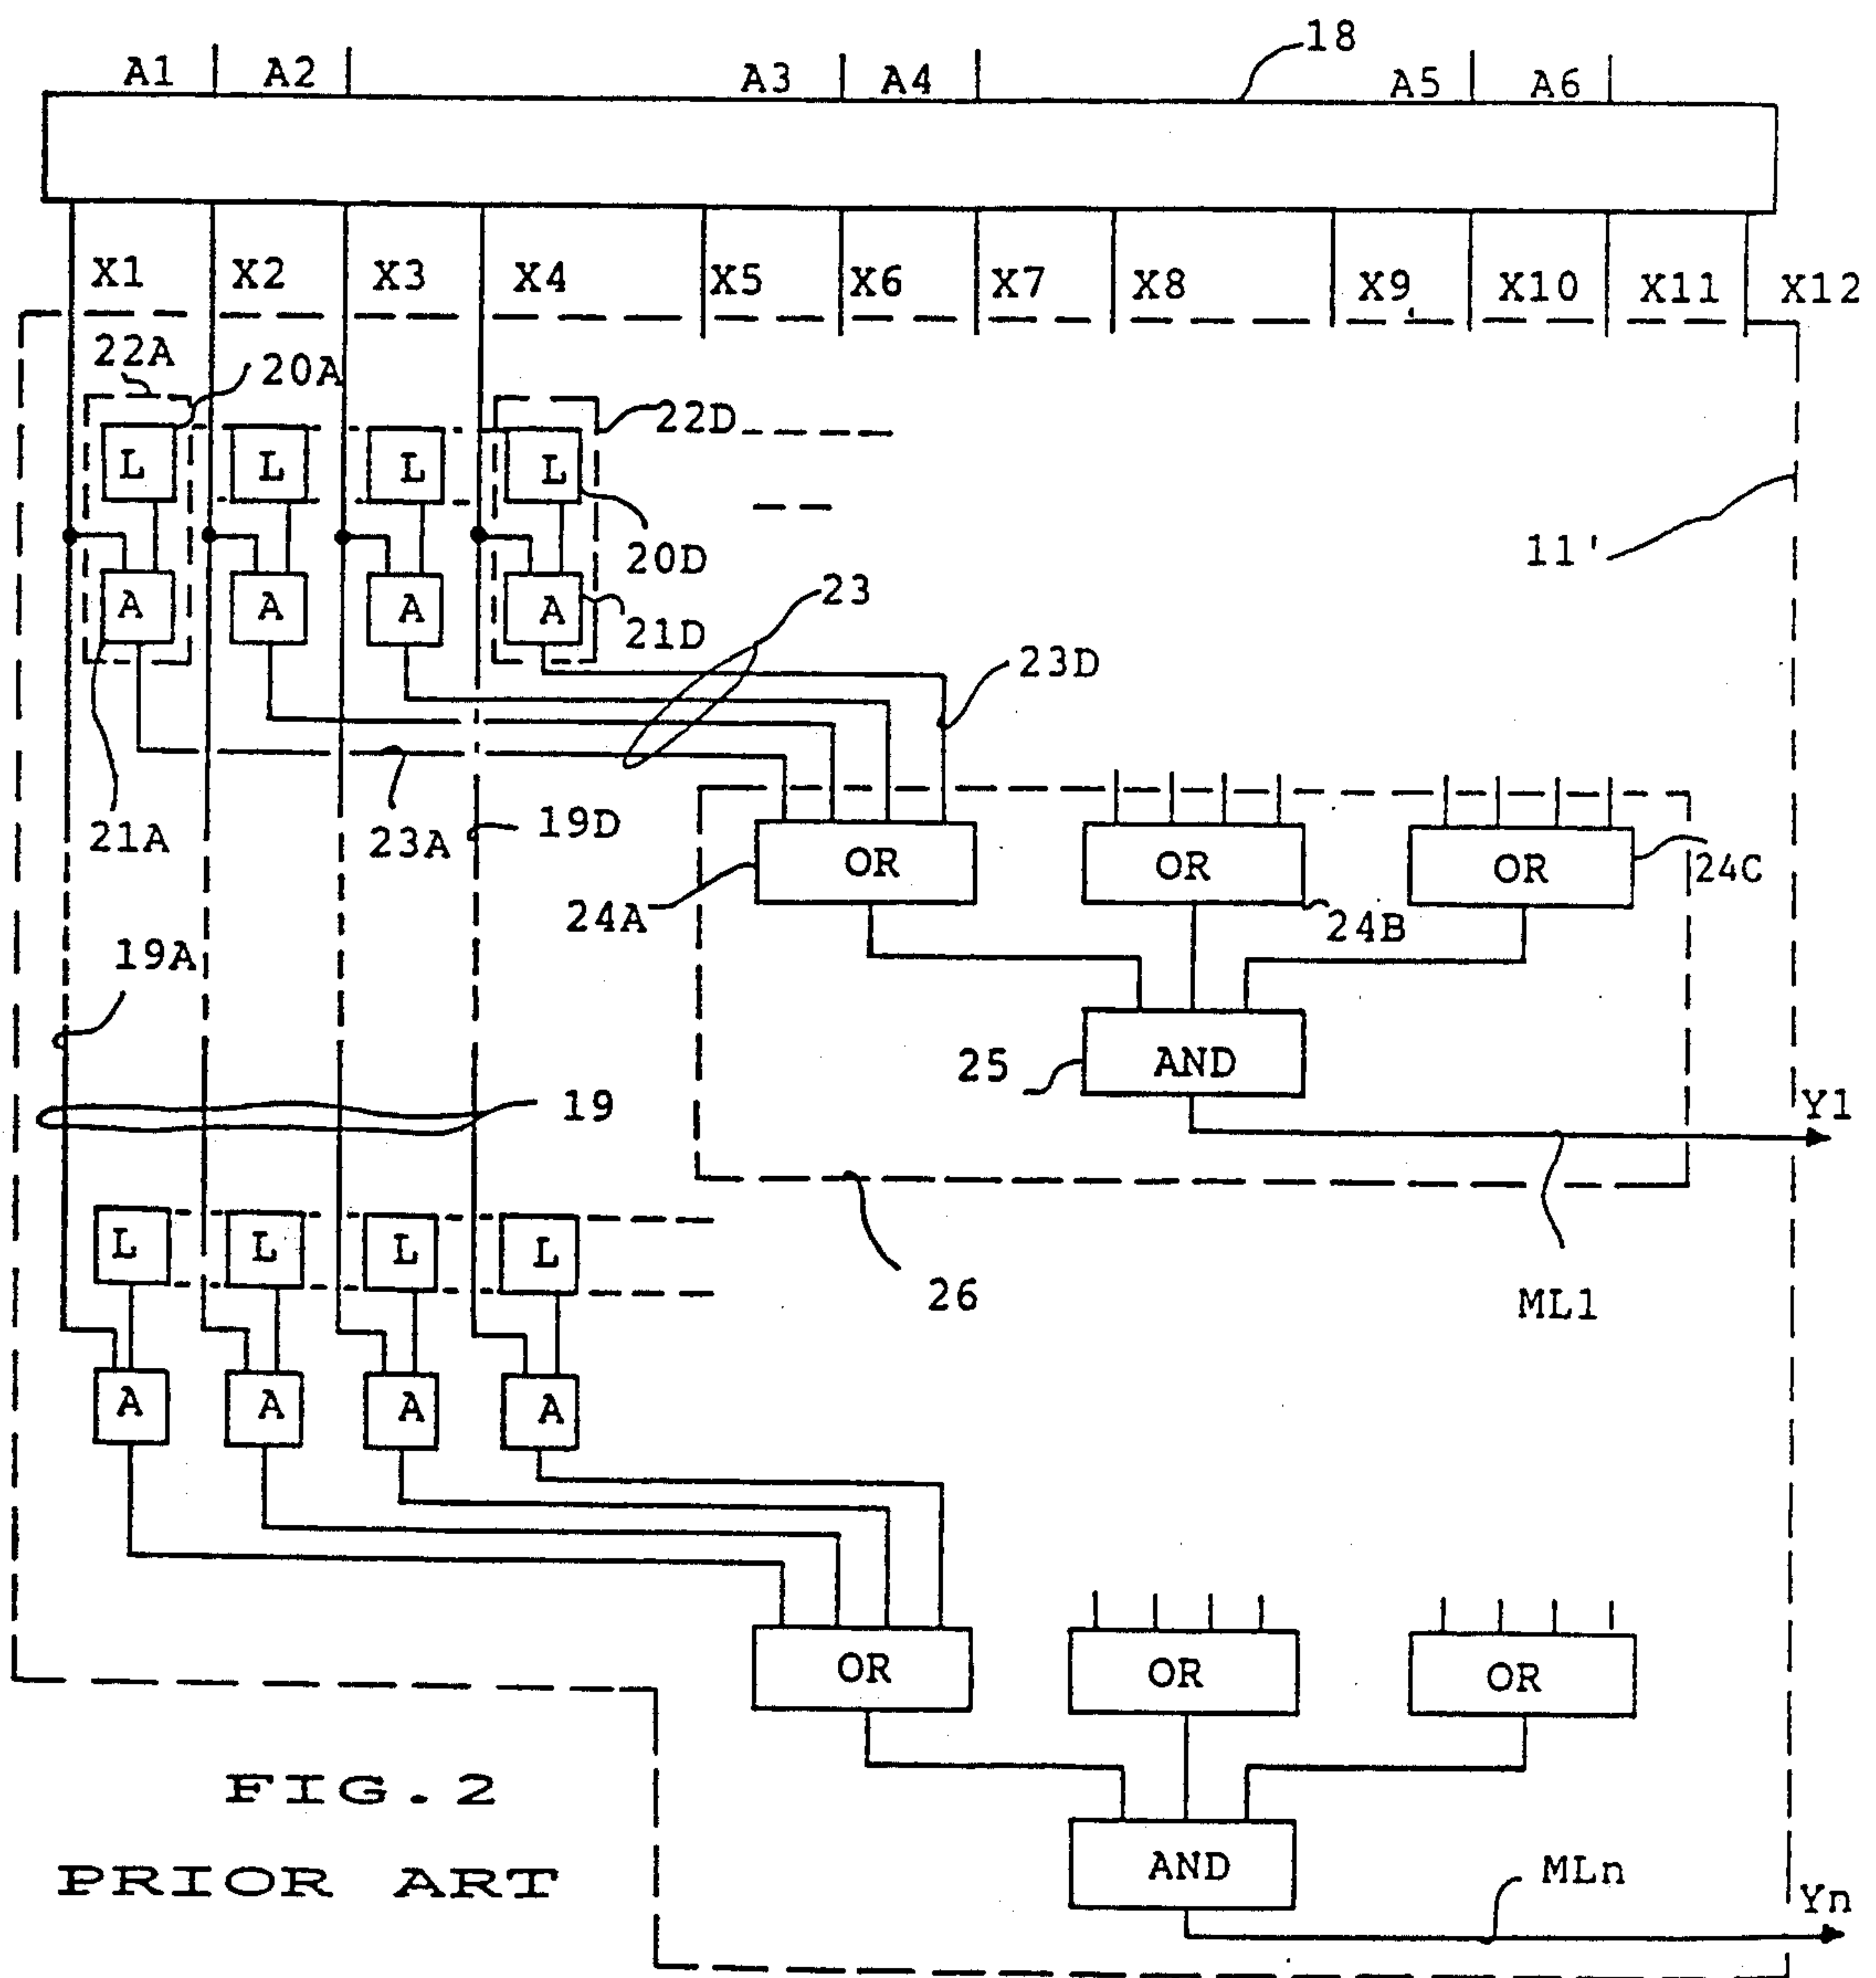 18
A1 A2 A3 A4 A5 A6
X1 X2 X3 X4 X5 X6 X7 X8 X9 X10 X11 X12
22A 20A 22D
L L L L
20D 11'
A A A A 21D 23
23D
21A 23A 19D
OR OR OR 24C
24A 24B
19A
25 AND
19 Y1
L L L L
26 ML1
A A A A
OR OR OR
FIG.2
AND MLn
PRIOR ART Yn